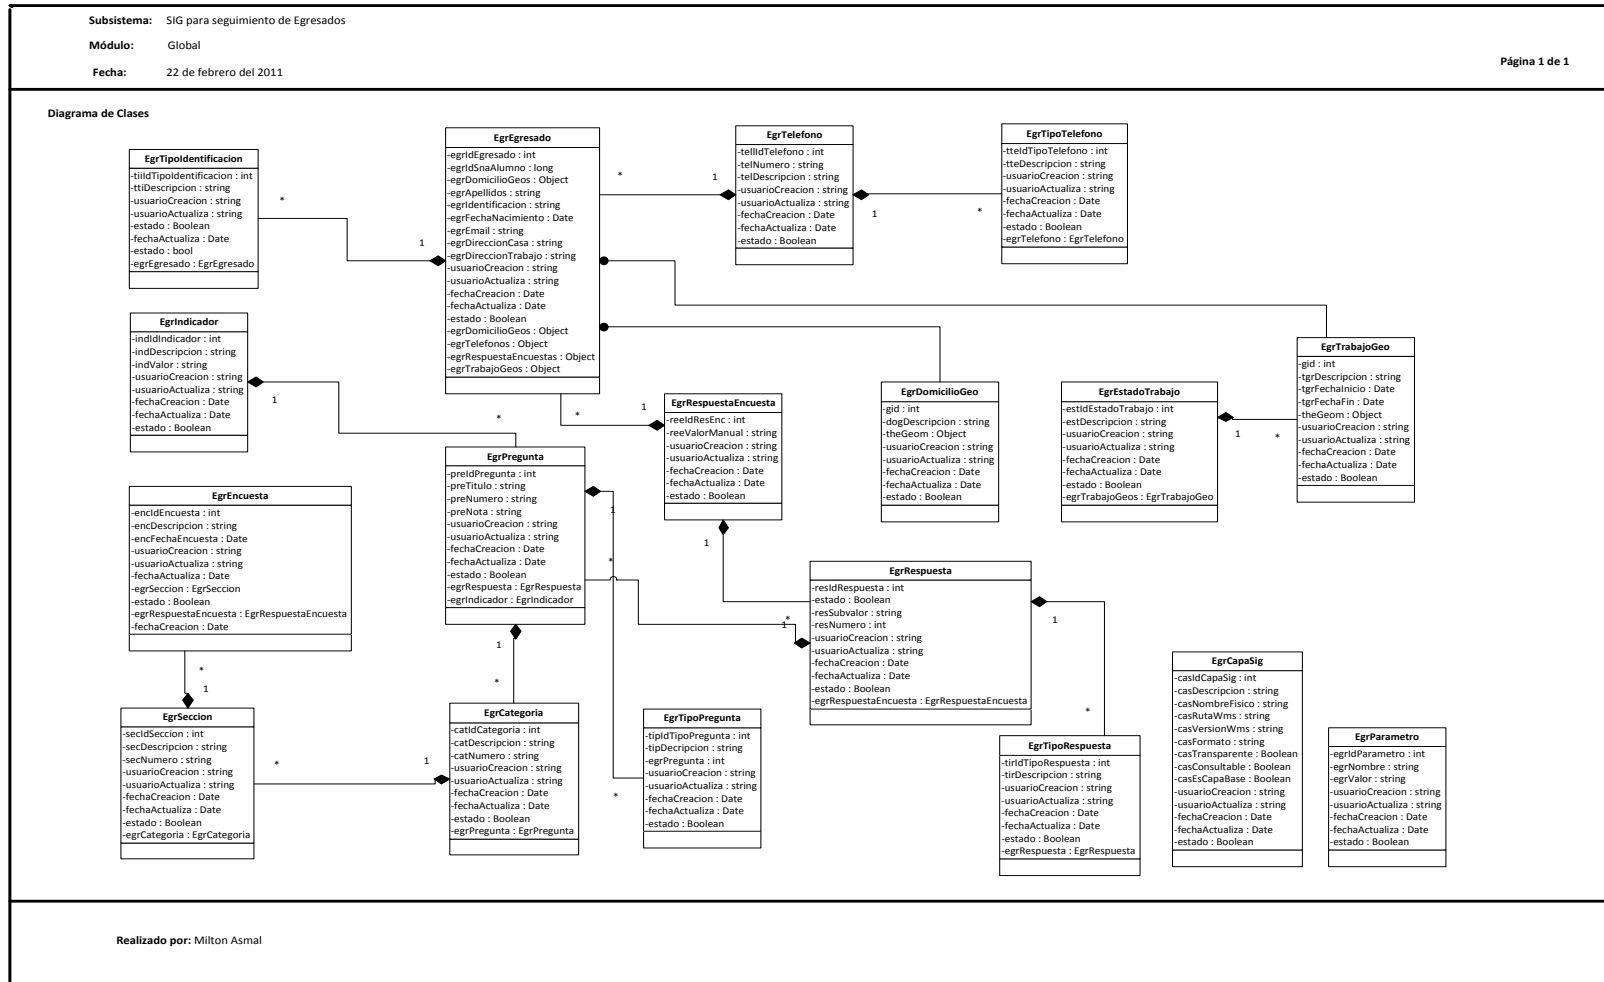 Subsistema: SIG para seguimiento de Egresados
Módulo: Global
Fecha: 22 de febrero del 2011
Página 1 de 1
Diagrama de Clases
EgrTipoIdentificacion
-tiiIdTipoIdentificacion : int
-ttiDescripcion : string
-usuarioCreacion : string
-usuarioActualiza : string
-estado : Boolean
-fechaActualiza : Date
-estado : bool
-egrEgresado : EgrEgresado
*
1
EgrEgresado
-egrIdEgresado : int
-egrIdSnaAlumno : long
-egrDomicilioGeos : Object
-egrApellidos : string
-egrIdentificacion : string
-egrFechaNacimiento : Date
-egrEmail : string
-egrDireccionCasa : string
-egrDireccionTrabajo : string
-usuarioCreacion : string
-usuarioActualiza : string
-fechaCreacion : Date
-fechaActualiza : Date
-estado : Boolean
-egrDomicilioGeos : Object
-egrTelefonos : Object
-egrRespuestaEncuestas : Object
-egrTrabajoGeos : Object
*
1
EgrTelefono
-tellIdTelefono : int
-telNumero : string
-telDescripcion : string
-usuarioCreacion : string
-usuarioActualiza : string
-fechaCreacion : Date
-fechaActualiza : Date
-estado : Boolean
1
*
EgrTipoTelefono
-tteIdTipoTelefono : int
-tteDescripcion : string
-usuarioCreacion : string
-usuarioActualiza : string
-fechaCreacion : Date
-fechaActualiza : Date
-estado : Boolean
-egrTelefono : EgrTelefono
EgrIndicador
-indIdIndicador : int
-indDescripcion : string
-indValor : string
-usuarioCreacion : string
-usuarioActualiza : string
-fechaCreacion : Date
-fechaActualiza : Date
-estado : Boolean
1
*
*
1
EgrRespuestaEncuesta
-reeIdResEnc : int
-reeValorManual : string
-usuarioCreacion : string
-usuarioActualiza : string
-fechaCreacion : Date
-fechaActualiza : Date
-estado : Boolean
1
EgrDomicilioGeo
-gid : int
-dogDescripcion : string
-theGeom : Object
-usuarioCreacion : string
-usuarioActualiza : string
-fechaCreacion : Date
-fechaActualiza : Date
-estado : Boolean
EgrEstadoTrabajo
-estIdEstadoTrabajo : int
-estDescripcion : string
-usuarioCreacion : string
-usuarioActualiza : string
-fechaCreacion : Date
-fechaActualiza : Date
-estado : Boolean
-egrTrabajoGeos : EgrTrabajoGeo
1
*
EgrTrabajoGeo
-gid : int
-tgrDescripcion : string
-tgrFechaInicio : Date
-tgrFechaFin : Date
-theGeom : Object
-usuarioCreacion : string
-usuarioActualiza : string
-fechaCreacion : Date
-fechaActualiza : Date
-estado : Boolean
EgrPregunta
-preIdPregunta : int
-preTitulo : string
-preNumero : string
-preNota : string
-usuarioCreacion : string
-usuarioActualiza : string
-fechaCreacion : Date
-fechaActualiza : Date
-estado : Boolean
-egrRespuesta : EgrRespuesta
-egrIndicador : EgrIndicador
1
*
1
*
EgrEncuesta
-encIdEncuesta : int
-encDescripcion : string
-encFechaEncuesta : Date
-usuarioCreacion : string
-usuarioActualiza : string
-fechaActualiza : Date
-egrSeccion : EgrSeccion
-estado : Boolean
-egrRespuestaEncuesta : EgrRespuestaEncuesta
-fechaCreacion : Date
*
1
EgrRespuesta
-resIdRespuesta : int
-estado : Boolean
-resSubvalor : string
-resNumero : int
-usuarioCreacion : string
-usuarioActualiza : string
-fechaCreacion : Date
-fechaActualiza : Date
-estado : Boolean
-egrRespuestaEncuesta : EgrRespuestaEncuesta
*
1
1
*
EgrSeccion
-secIdSeccion : int
-secDescripcion : string
-secNumero : string
-usuarioCreacion : string
-usuarioActualiza : string
-fechaCreacion : Date
-fechaActualiza : Date
-estado : Boolean
-egrCategoria : EgrCategoria
*
1
EgrCategoria
-catIdCategoria : int
-catDescripcion : string
-catNumero : string
-usuarioCreacion : string
-usuarioActualiza : string
-fechaCreacion : Date
-fechaActualiza : Date
-estado : Boolean
-egrPregunta : EgrPregunta
*
EgrTipoPregunta
-tipIdTipoPregunta : int
-tipDecripcion : string
-egrPregunta : int
-usuarioCreacion : string
-usuarioActualiza : string
-fechaCreacion : Date
-fechaActualiza : Date
-estado : Boolean
EgrTipoRespuesta
-tirIdTipoRespuesta : int
-tirDescripcion : string
-usuarioCreacion : string
-usuarioActualiza : string
-fechaCreacion : Date
-fechaActualiza : Date
-estado : Boolean
-egrRespuesta : EgrRespuesta
EgrCapaSig
-casIdCapaSig : int
-casDescripcion : string
-casNombreFisico : string
-casRutaWms : string
-casVersionWms : string
-casFormato : string
-casTransparente : Boolean
-casConsultable : Boolean
-casEsCapaBase : Boolean
-usuarioCreacion : string
-usuarioActualiza : string
-fechaCreacion : Date
-fechaActualiza : Date
-estado : Boolean
EgrParametro
-egrIdParametro : int
-egrNombre : string
-egrValor : string
-usuarioCreacion : string
-usuarioActualiza : string
-fechaCreacion : Date
-fechaActualiza : Date
-estado : Boolean
Realizado por: Milton Asmal